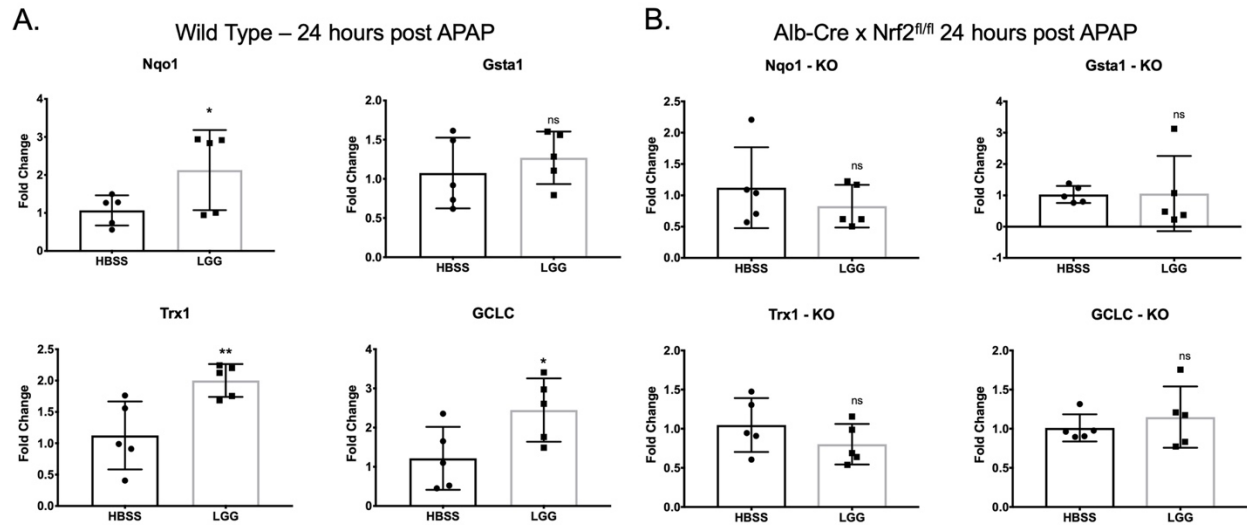 A.
Wild Type – 24 hours post APAP
Nqo1
Fold Change
4
3
2
1
0
*
HBSS
LGG
Gsta1
Fold Change
2.0
1.5
1.0
0.5
0.0
ns
HBSS
LGG
Trx1
Fold Change
2.5
2.0
1.5
1.0
0.5
0.0
**
HBSS
LGG
GCLC
Fold Change
4
3
2
1
0
*
HBSS
LGG
B.
Alb-Cre x Nrf2fl/fl 24 hours post APAP
Nqo1 - KO
Fold Change
2.5
2.0
1.5
1.0
0.5
0.0
ns
HBSS
LGG
Gsta1 - KO
Fold Change
4
3
2
1
0
-1
ns
HBSS
LGG
Trx1 - KO
Fold Change
2.0
1.5
1.0
0.5
0.0
ns
HBSS
LGG
GCLC - KO
Fold Change
2.0
1.5
1.0
0.5
0.0
ns
HBSS
LGG